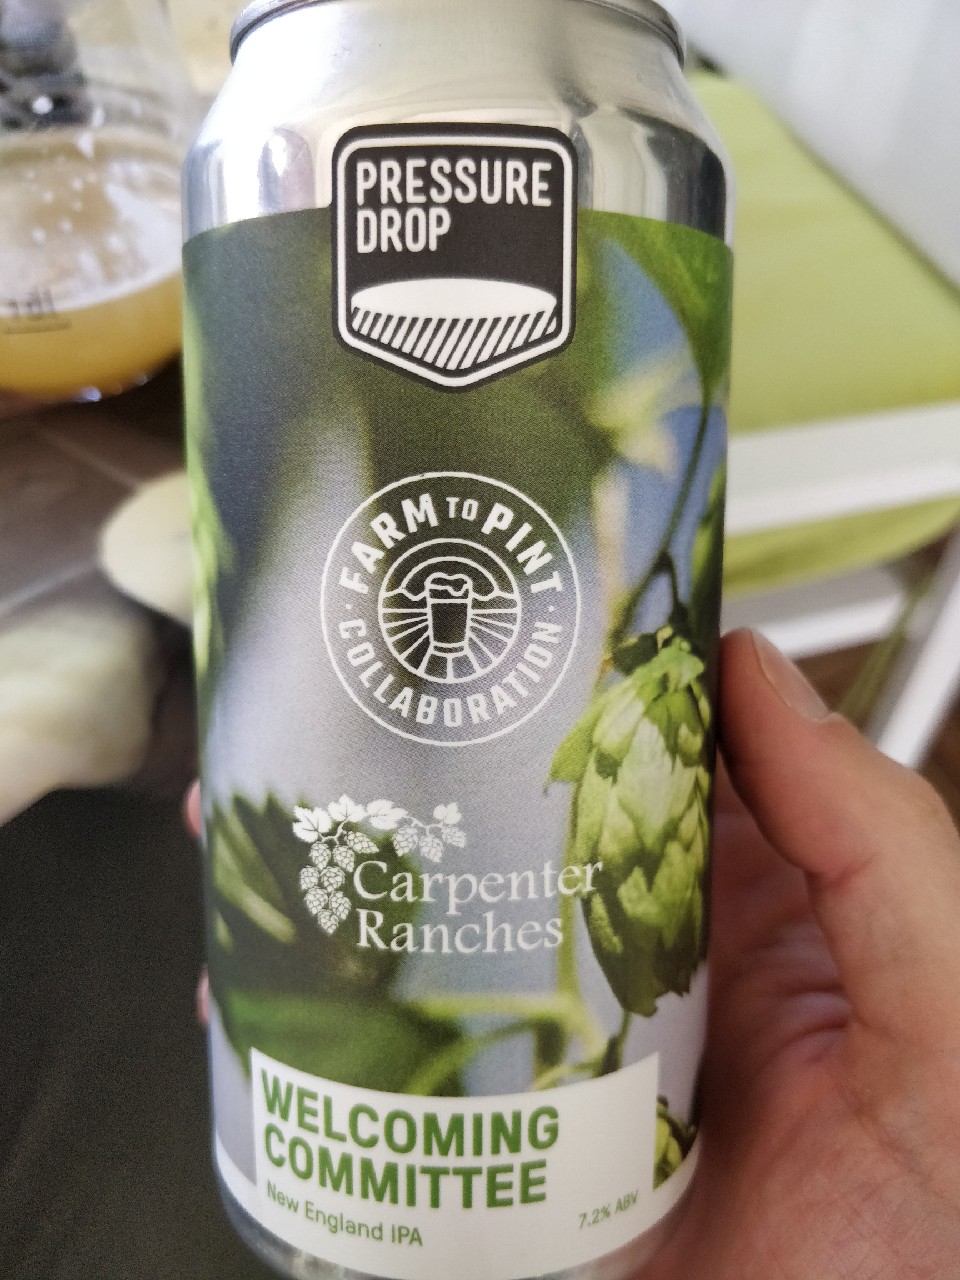 PRESSURE
DROP
FARM TO PINT
COLLABORATION
Carpenter
Ranches
WELCOMING
COMMITTEE
New England IPA
7.2% ABV